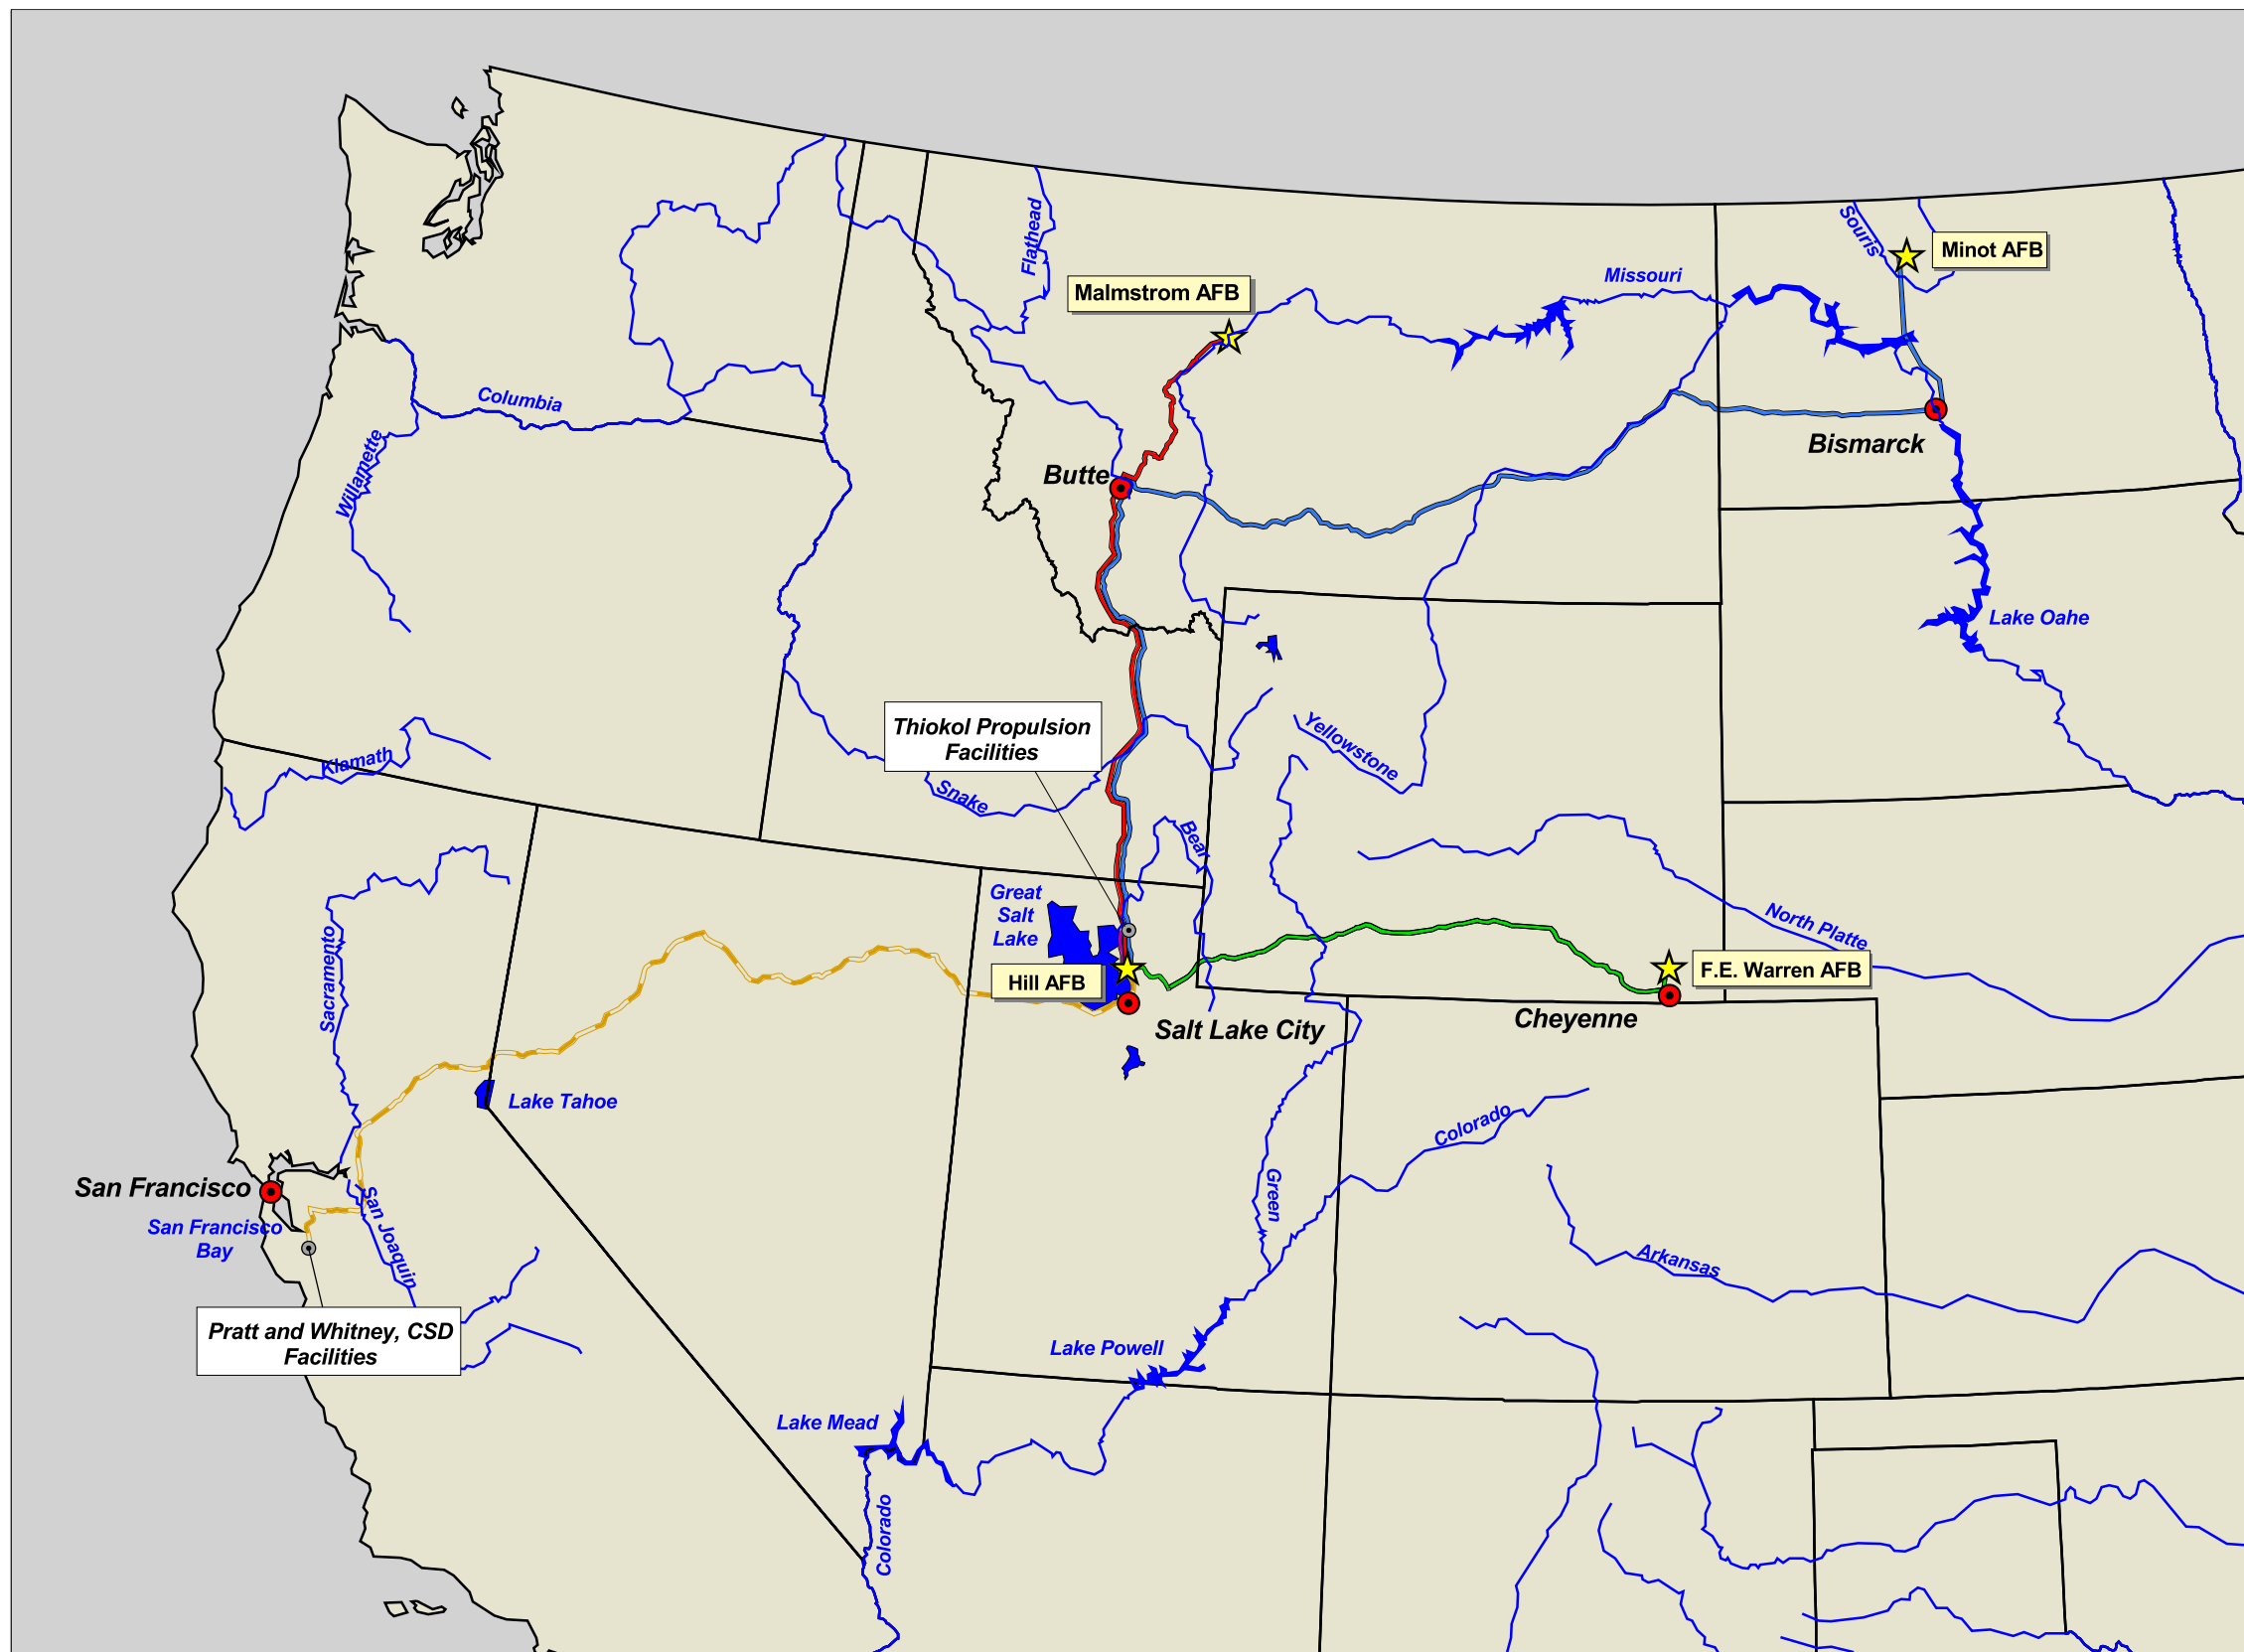 Souris
Minot AFB
Flathead
Malmstrom AFB
Missouri
Columbia
Willamette
Butte
Bismarck
Lake Oahe
Thiokol Propulsion
Facilities
Yellowstone
Klamath
Snake
Bear
Great
Salt
Lake
North Platte
Sacramento
Hill AFB
F.E. Warren AFB
Salt Lake City
Cheyenne
Lake Tahoe
Colorado
San Francisco
San Francisco
Bay
San Joaquin
Green
Arkansas
Pratt and Whitney, CSD
Facilities
Lake Powell
Lake Mead
Colorado